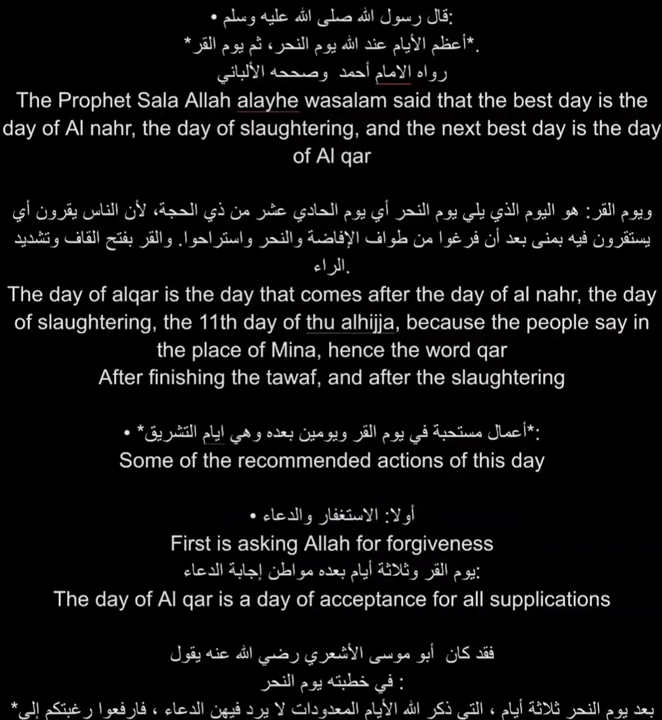 • قال رسول الله صلى الله عليه وسلم:
*أعظم الأيام عند الله يوم النحر، ثم يوم القر*.
رواه الامام أحمد وصححه الألباني
The Prophet Sala Allah alayhe wasalam said that the best day is the
day of Al nahr, the day of slaughtering, and the next best day is the day
of Al qar
ويوم القر: هو اليوم الذي يلي يوم النحر أي يوم الحادي عشر من ذي الحجة، لأن الناس يقرون أي
يستقرون فيه بمنى بعد أن فرغوا من طواف الإفاضة والنحر واستراحوا. والقر بفتح القاف وتشديد
الراء.
The day of alqar is the day that comes after the day of al nahr, the day
of slaughtering, the 11th day of thu alhijja, because the people say in
the place of Mina, hence the word qar
After finishing the tawaf, and after the slaughtering
• *أعمال مستحبة في يوم القر ويومين بعده وهي ايام التشريق*:
Some of the recommended actions of this day
أولا: الاستغفار والدعاء •
First is asking Allah for forgiveness
يوم القر وثلاثة أيام بعده مواطن إجابة الدعاء:
The day of Al qar is a day of acceptance for all supplications
فقد كان أبو موسى الأشعري رضي الله عنه يقول
في خطبته يوم النحر :
بعد يوم النحر ثلاثة أيام ، التي ذكر الله الأيام المعدودات لا يرد فيهن الدعاء ، فارفعوا رغبتكم إلى*